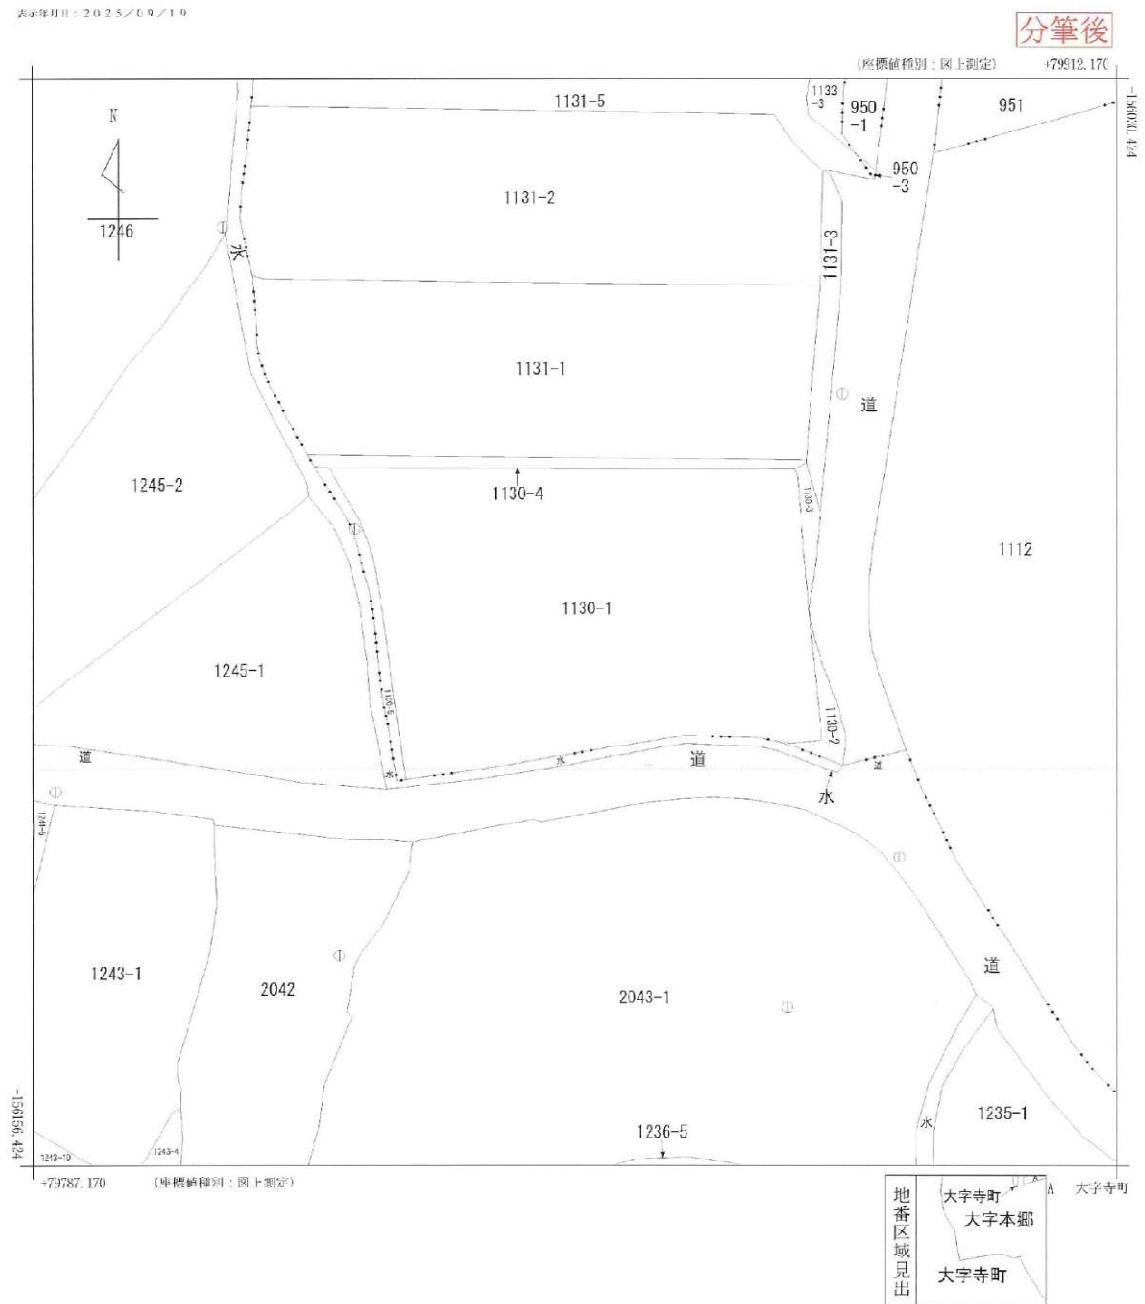 表示年月日：2025/09/19
分筆後
(座標値種別：図上測定)
+79912.170
-156030.424
N
1246
1131-5
1133
-3
950
-1
951
950
-3
1131-2
水
1131-3
1131-1
道
1245-2
1130-4
1130-3
1112
1130-1
1245-1
1130-2
道
水
水
道
道
水
1243-1
2042
2043-1
道
1236-5
水
1235-1
1243-4
-156156.424
+79787.170
(座標値種別：図上測定)
大字寺町
地番区域見出
大字寺町
A
大字本郷
大字寺町